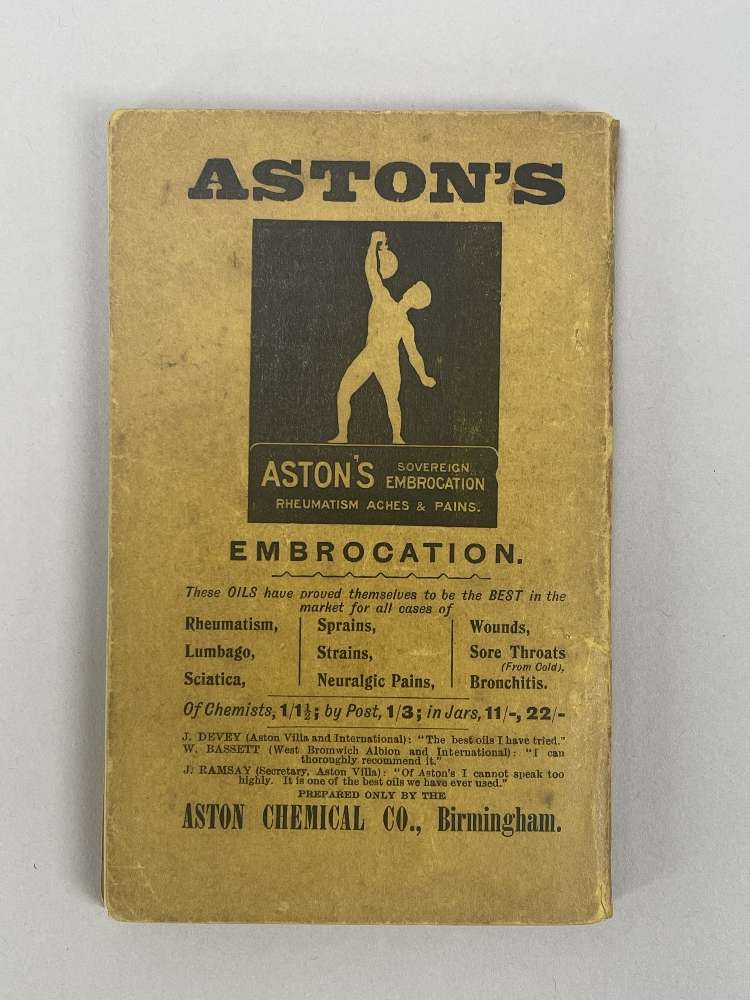 ASTON'S
ASTON'S SOVEREIGN EMBROCATION
RHEUMATISM ACHES & PAINS.
EMBROCATION.
These OILS have proved themselves to be the BEST in the
market for all cases of
Rheumatism, Sprains, Wounds,
Lumbago, Strains, Sore Throats
(From Cold),
Sciatica, Neuralgic Pains, Bronchitis.
Of Chemists, 1/1½; by Post, 1/3; in Jars, 11/-, 22/-
J. DEVEY (Aston Villa and International): "The best oils I have tried."
W. BASSETT (West Bromwich Albion and International): "I can
thoroughly recommend it."
J. RAMSAY (Secretary, Aston Villa): "Of Aston's I cannot speak too
highly. It is one of the best oils we have ever used."
PREPARED ONLY BY THE
ASTON CHEMICAL CO., Birmingham.